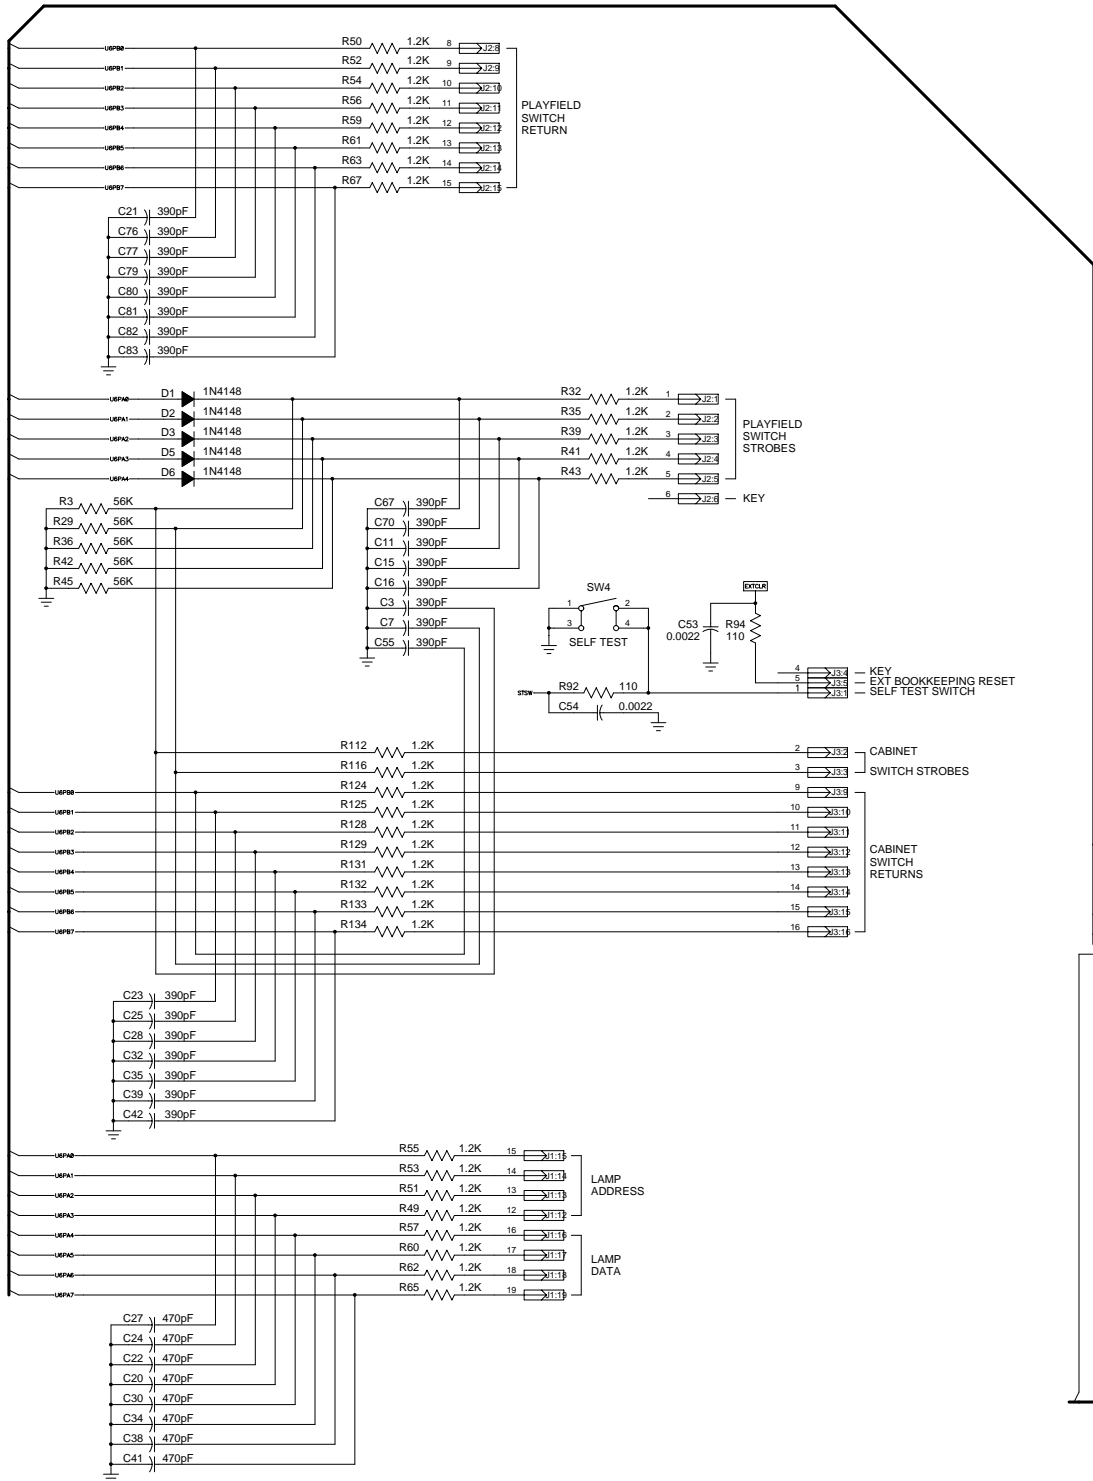 U6PB0 R50 1.2K 8 J2:8
U6PB1 R52 1.2K 9 J2:9
U6PB2 R54 1.2K 10 J2:10
U6PB3 R56 1.2K 11 J2:11
U6PB4 R59 1.2K 12 J2:12
U6PB5 R61 1.2K 13 J2:13
U6PB6 R63 1.2K 14 J2:14
U6PB7 R67 1.2K 15 J2:15
PLAYFIELD
SWITCH
RETURN
C21 390pF
C76 390pF
C77 390pF
C79 390pF
C80 390pF
C81 390pF
C82 390pF
C83 390pF
U6PA0 D1 1N4148 R32 1.2K 1 J2:1
U6PA1 D2 1N4148 R35 1.2K 2 J2:2
U6PA2 D3 1N4148 R39 1.2K 3 J2:3
U6PA3 D5 1N4148 R41 1.2K 4 J2:4
U6PA4 D6 1N4148 R43 1.2K 5 J2:5
PLAYFIELD
SWITCH
STROBES
6 J2:6 KEY
R3 56K
R29 56K
R36 56K
R42 56K
R45 56K
C67 390pF
C70 390pF
C11 390pF
C15 390pF
C16 390pF
C3 390pF
C7 390pF
C55 390pF
SW4
1 2
3 4
SELF TEST
EXTCLR
C53 R94
0.0022 110
4 J3:4 KEY
5 J3:5 EXT BOOKKEEPING RESET
STSW R92 110 1 J3:1 SELF TEST SWITCH
C54 0.0022
R112 1.2K 2 J3:2 CABINET
R116 1.2K 3 J3:3 SWITCH STROBES
U6PB0 R124 1.2K 9 J3:9
U6PB1 R125 1.2K 10 J3:10
U6PB2 R128 1.2K 11 J3:11
U6PB3 R129 1.2K 12 J3:12
U6PB4 R131 1.2K 13 J3:13
U6PB5 R132 1.2K 14 J3:14
U6PB6 R133 1.2K 15 J3:15
U6PB7 R134 1.2K 16 J3:16
CABINET
SWITCH
RETURNS
C23 390pF
C25 390pF
C28 390pF
C32 390pF
C35 390pF
C39 390pF
C42 390pF
U6PA0 R55 1.2K 15 J1:15
U6PA1 R53 1.2K 14 J1:14
U6PA2 R51 1.2K 13 J1:13
U6PA3 R49 1.2K 12 J1:12
LAMP
ADDRESS
U6PA4 R57 1.2K 16 J1:16
U6PA5 R60 1.2K 17 J1:17
U6PA6 R62 1.2K 18 J1:18
U6PA7 R65 1.2K 19 J1:19
LAMP
DATA
C27 470pF
C24 470pF
C22 470pF
C20 470pF
C30 470pF
C34 470pF
C38 470pF
C41 470pF